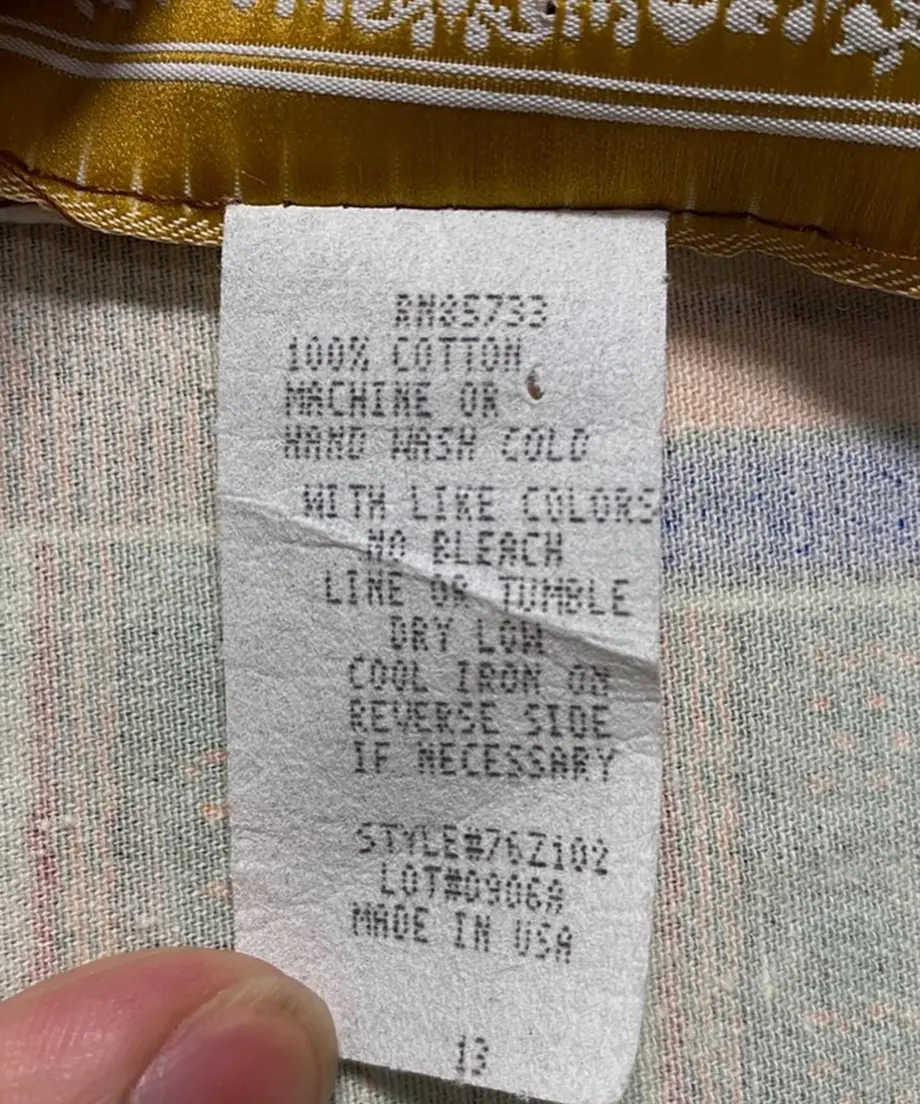 RN85733
100% COTTON
MACHINE OR
HAND WASH COLD
WITH LIKE COLORS
NO BLEACH
LINE OR TUMBLE
DRY LOW
COOL IRON ON
REVERSE SIDE
IF NECESSARY
STYLE#76Z102
LOT#0906A
MADE IN USA
13